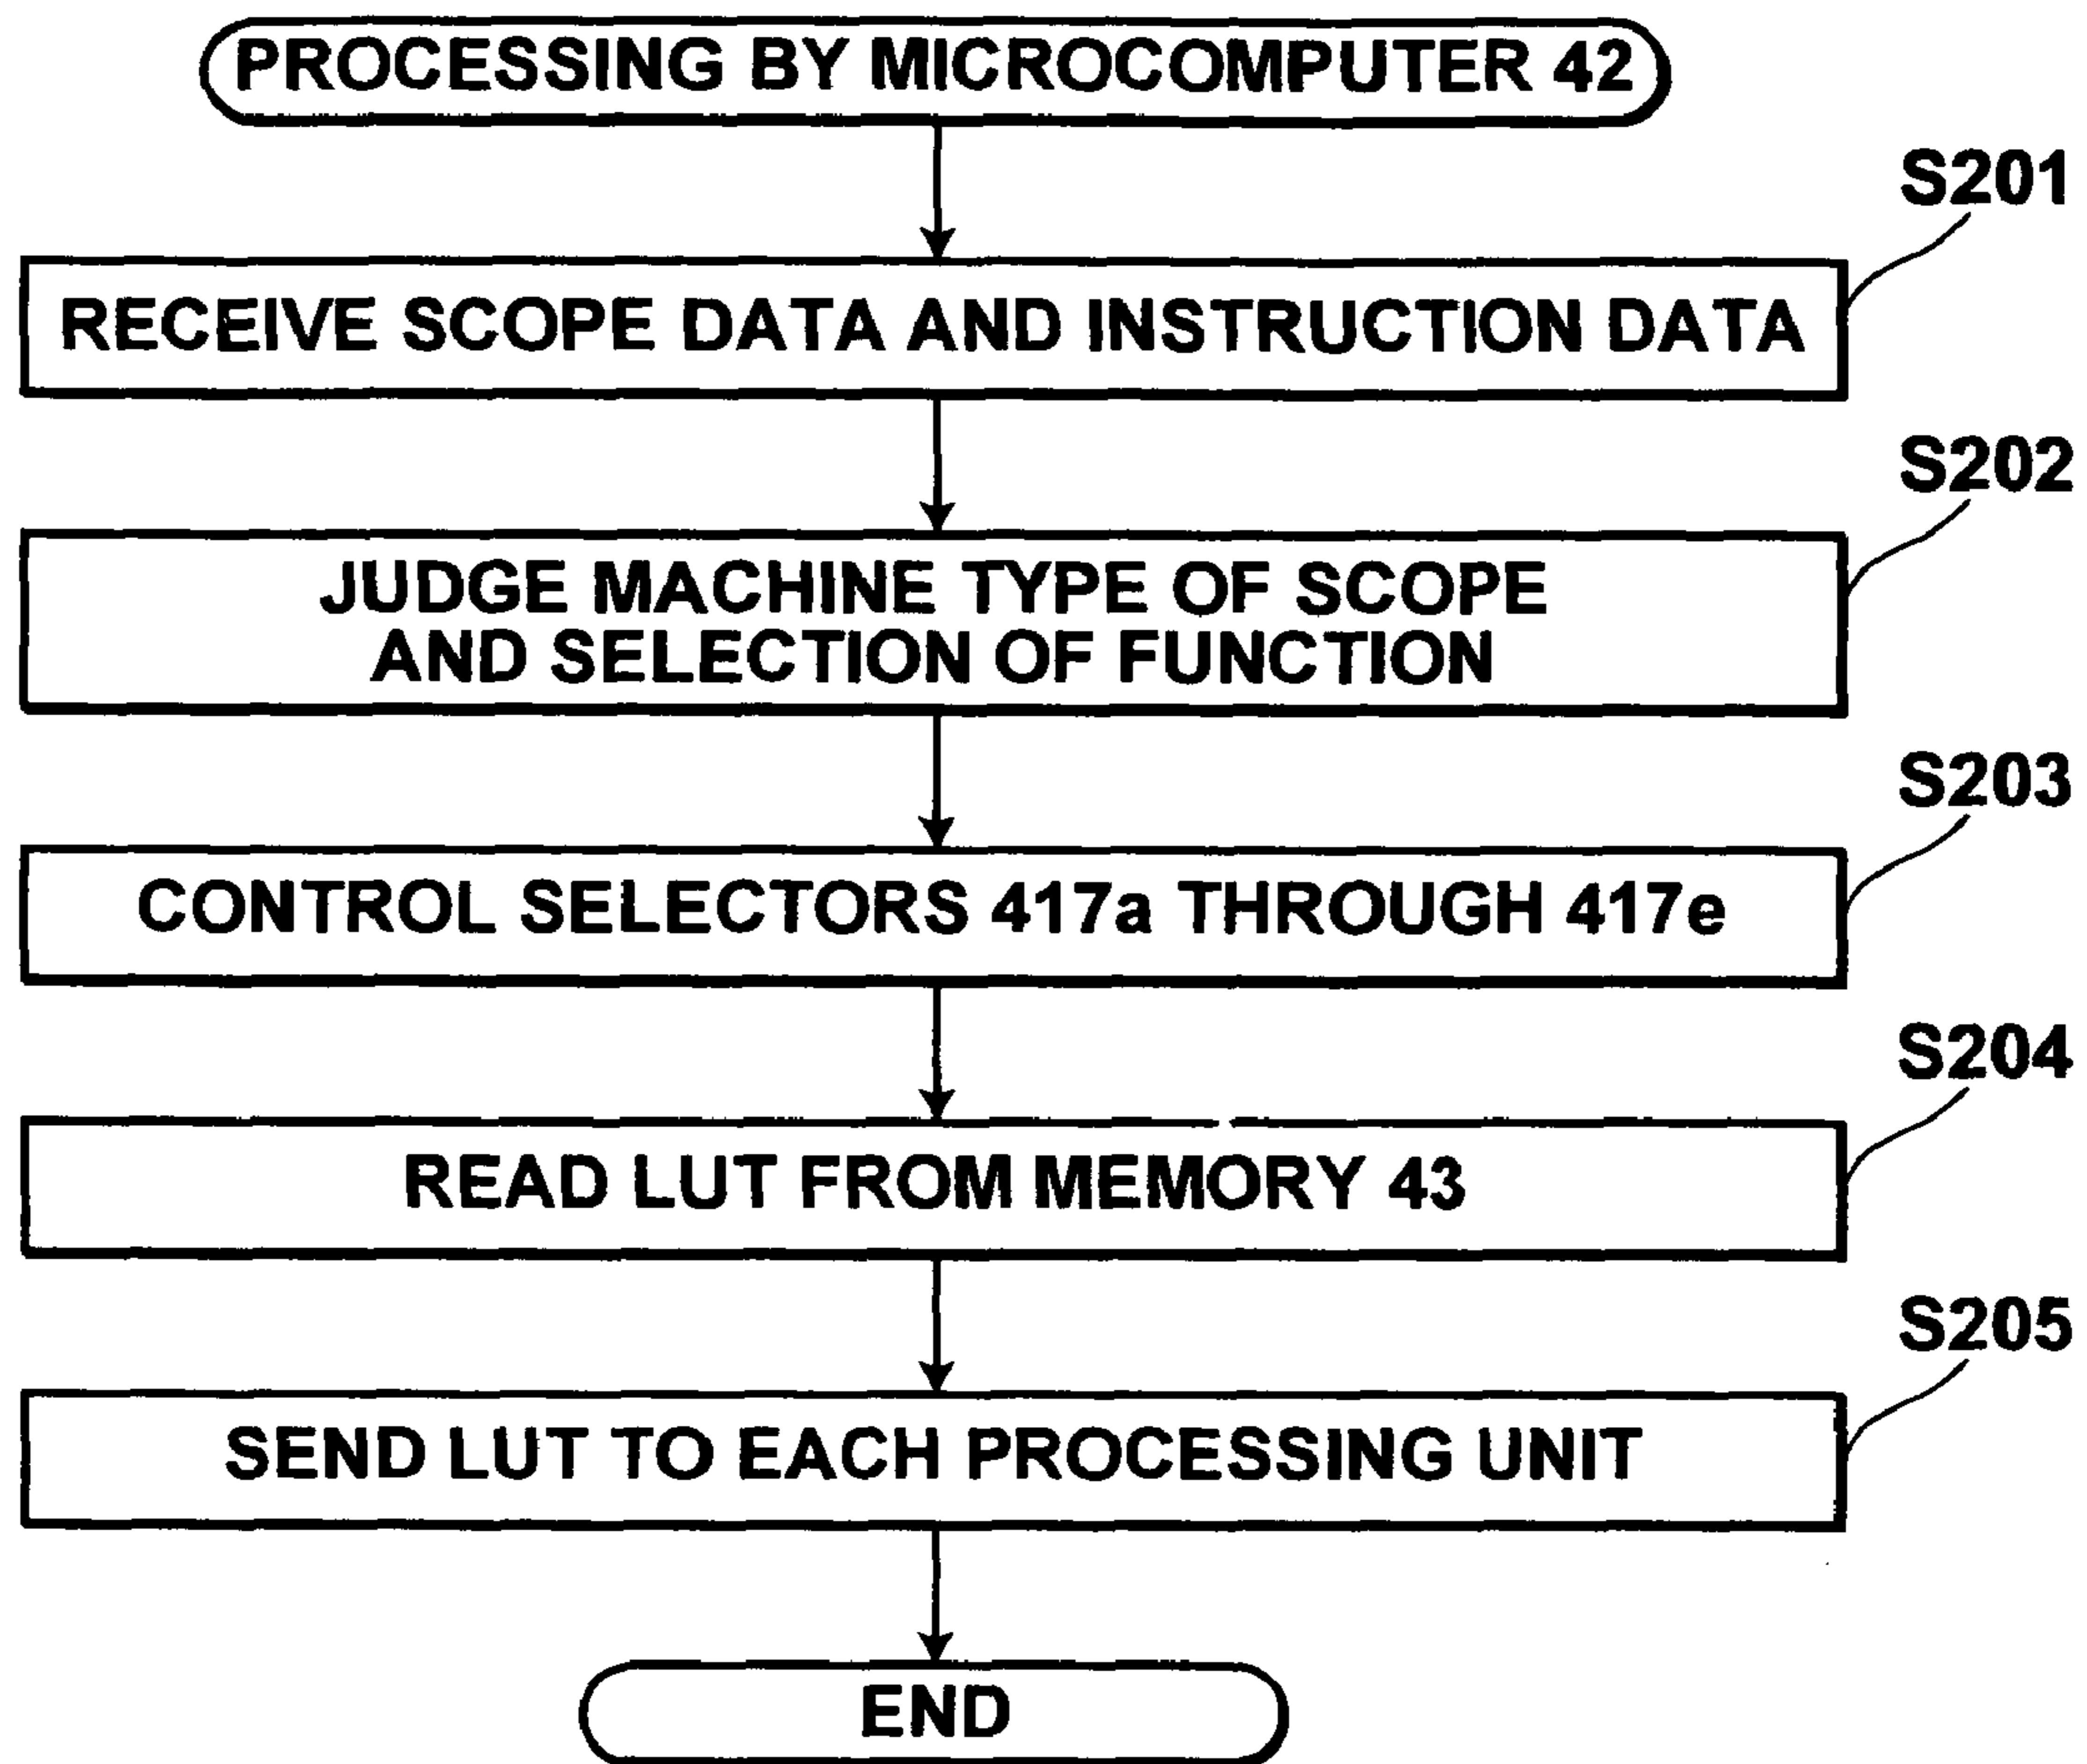 PROCESSING BY MICROCOMPUTER 42
S201
RECEIVE SCOPE DATA AND INSTRUCTION DATA
S202
JUDGE MACHINE TYPE OF SCOPE
AND SELECTION OF FUNCTION
S203
CONTROL SELECTORS 417a THROUGH 417e
S204
READ LUT FROM MEMORY 43
S205
SEND LUT TO EACH PROCESSING UNIT
END